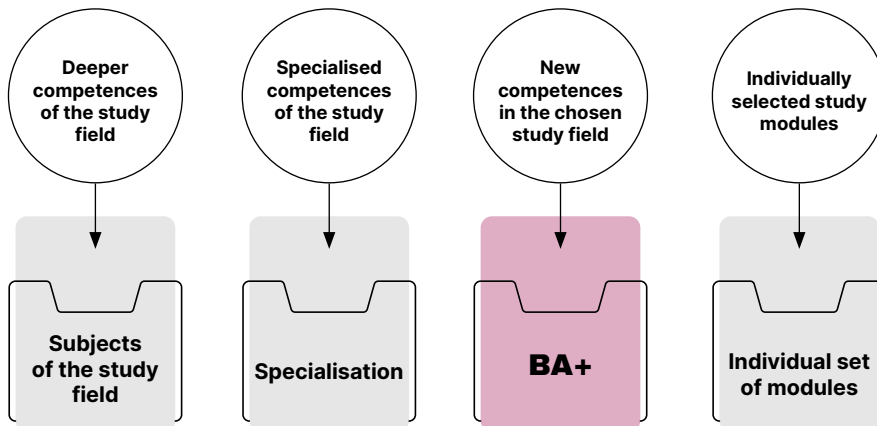 Deeper
competences
of the study
field
Specialised
competences
of the study
field
New
competences
in the chosen
study field
Individually
selected study
modules
Subjects
of the study
field
Specialisation
BA+
Individual set
of modules